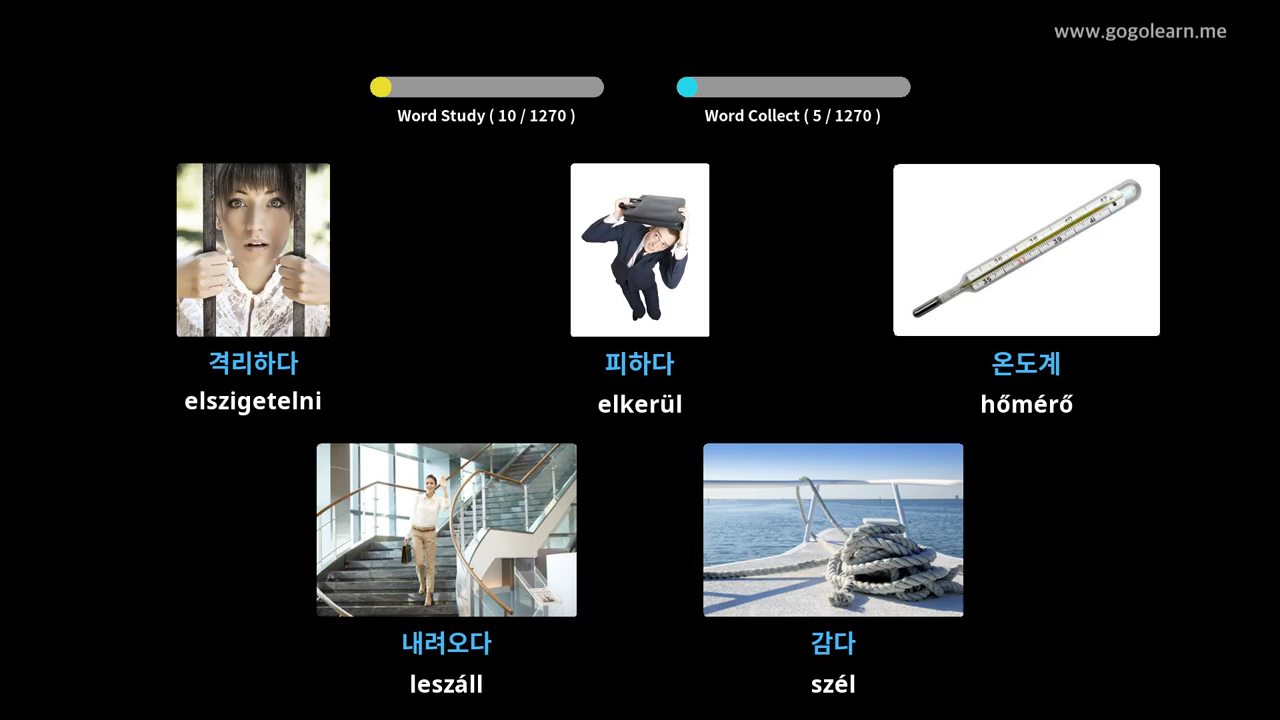 www.gogolearn.me
Word Study ( 10 / 1270 )
Word Collect ( 5 / 1270 )
격리하다
elszigetelni
피하다
elkerül
온도계
hőmérő
내려오다
leszáll
감다
szél